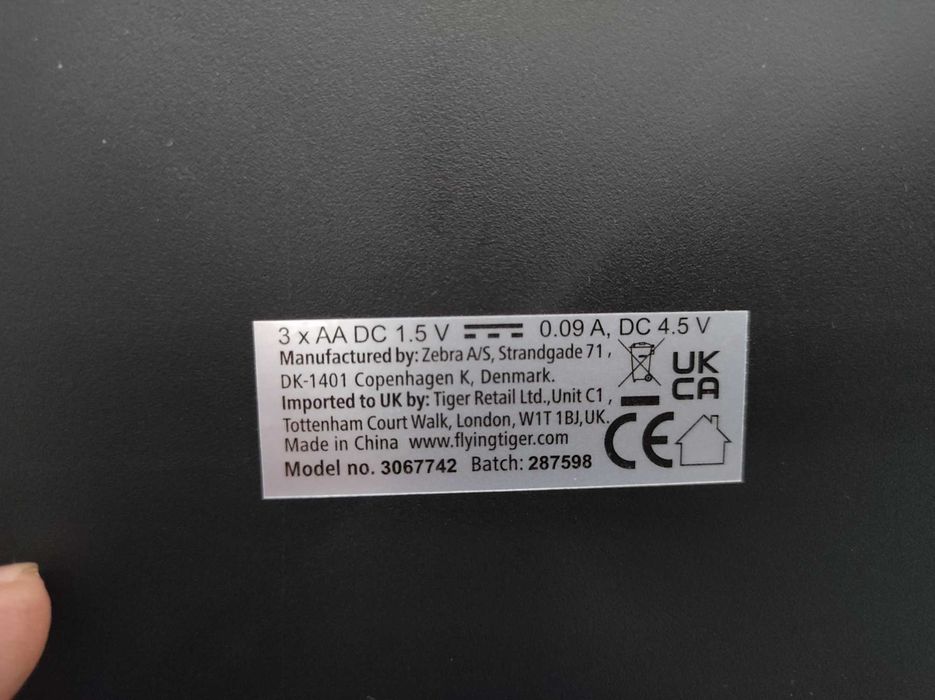 3 x AA DC 1.5 V 0.09 A, DC 4.5 V
Manufactured by: Zebra A/S, Strandgade 71,
DK-1401 Copenhagen K, Denmark.
Imported to UK by: Tiger Retail Ltd.,Unit C1,
Tottenham Court Walk, London, W1T 1BJ,UK.
Made in China www.flyingtiger.com
Model no. 3067742 Batch: 287598
UK
CA
CE